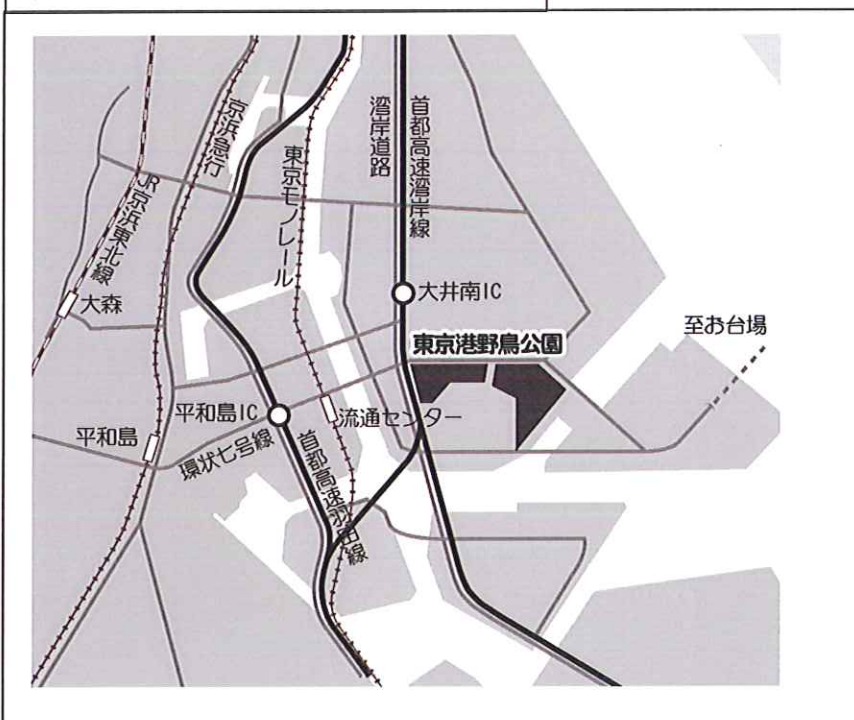 京浜急行
JR京浜東北線
東京モノレール
湾岸道路
首都高速湾岸線
大井南IC
大森
東京港野鳥公園
至お台場
平和島IC
流通センター
平和島
環状七号線
首都高速羽田線